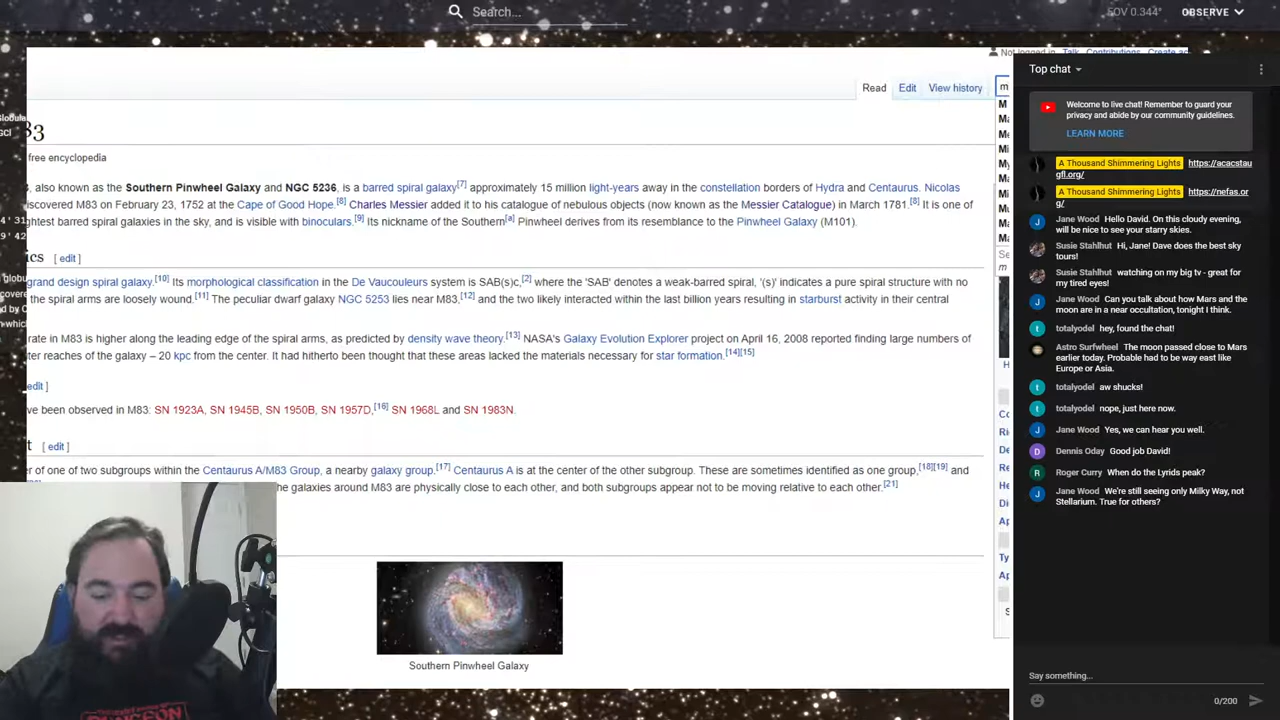 Search...
FOV 0.344°
OBSERVE
Not logged in Talk Contributions Create ac
Read Edit View history
m
83
free encyclopedia
, also known as the Southern Pinwheel Galaxy and NGC 5236, is a barred spiral galaxy[7] approximately 15 million light-years away in the constellation borders of Hydra and Centaurus. Nicolas
discovered M83 on February 23, 1752 at the Cape of Good Hope.[8] Charles Messier added it to his catalogue of nebulous objects (now known as the Messier Catalogue) in March 1781.[8] It is one of
ghtest barred spiral galaxies in the sky, and is visible with binoculars.[9] Its nickname of the Southern[a] Pinwheel derives from its resemblance to the Pinwheel Galaxy (M101).
ics [ edit ]
grand design spiral galaxy.[10] Its morphological classification in the De Vaucouleurs system is SAB(s)c,[2] where the 'SAB' denotes a weak-barred spiral, '(s)' indicates a pure spiral structure with no
the spiral arms are loosely wound.[11] The peculiar dwarf galaxy NGC 5253 lies near M83,[12] and the two likely interacted within the last billion years resulting in starburst activity in their central
rate in M83 is higher along the leading edge of the spiral arms, as predicted by density wave theory.[13] NASA's Galaxy Evolution Explorer project on April 16, 2008 reported finding large numbers of
ter reaches of the galaxy – 20 kpc from the center. It had hitherto been thought that these areas lacked the materials necessary for star formation.[14][15]
edit ]
ve been observed in M83: SN 1923A, SN 1945B, SN 1950B, SN 1957D,[16] SN 1968L and SN 1983N.
t [ edit ]
er of one of two subgroups within the Centaurus A/M83 Group, a nearby galaxy group.[17] Centaurus A is at the center of the other subgroup. These are sometimes identified as one group,[18][19] and
he galaxies around M83 are physically close to each other, and both subgroups appear not to be moving relative to each other.[21]
Southern Pinwheel Galaxy
Top chat
Welcome to live chat! Remember to guard your
privacy and abide by our community guidelines.
LEARN MORE
A Thousand Shimmering Lights https://acacstau
gfl.org/
A Thousand Shimmering Lights https://nefas.or
g/
Jane Wood Hello David. On this cloudy evening,
will be nice to see your starry skies.
Susie Stahlhut Hi, Jane! Dave does the best sky
tours!
Susie Stahlhut watching on my big tv - great for
my tired eyes!
Jane Wood Can you talk about how Mars and the
moon are in a near occultation, tonight I think.
totalyodel hey, found the chat!
Astro Surfwheel The moon passed close to Mars
earlier today. Probable had to be way east like
Europe or Asia.
totalyodel aw shucks!
totalyodel nope, just here now.
Jane Wood Yes, we can hear you well.
Dennis Oday Good job David!
Roger Curry When do the Lyrids peak?
Jane Wood We're still seeing only Milky Way, not
Stellarium. True for others?
Say something...
0/200